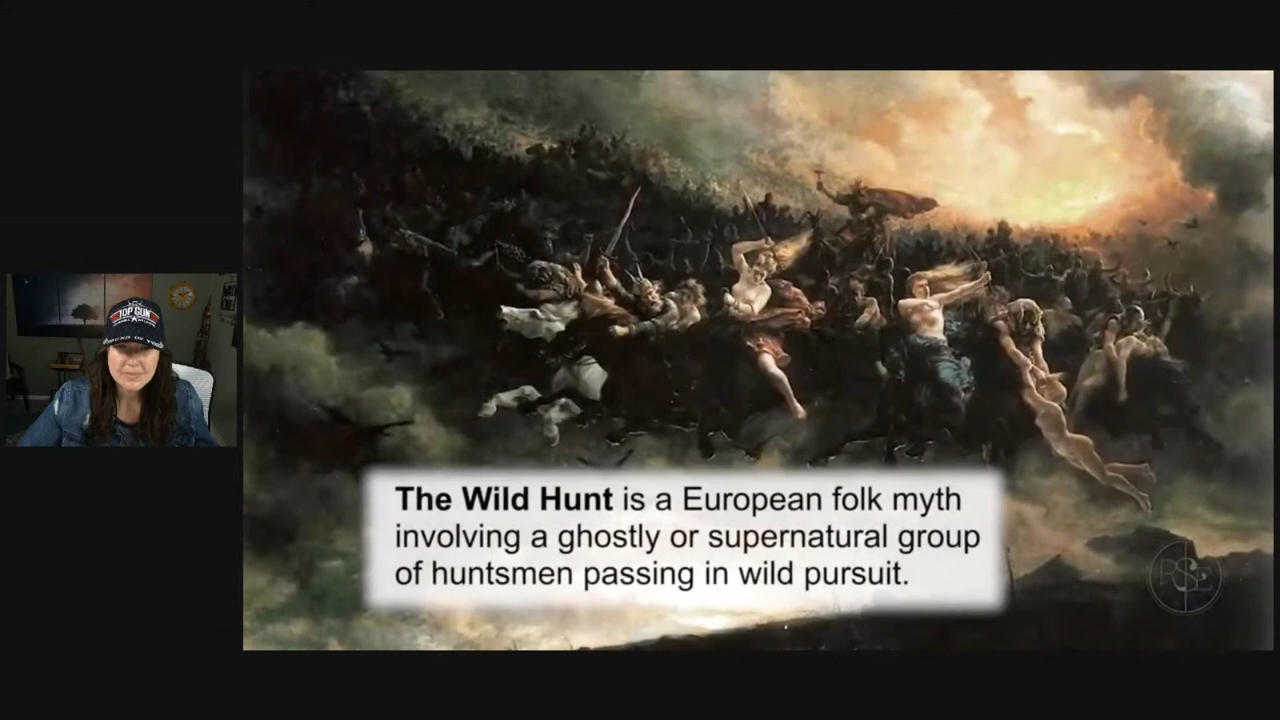 TOP GUN
The Wild Hunt is a European folk myth
involving a ghostly or supernatural group
of huntsmen passing in wild pursuit.
RSE